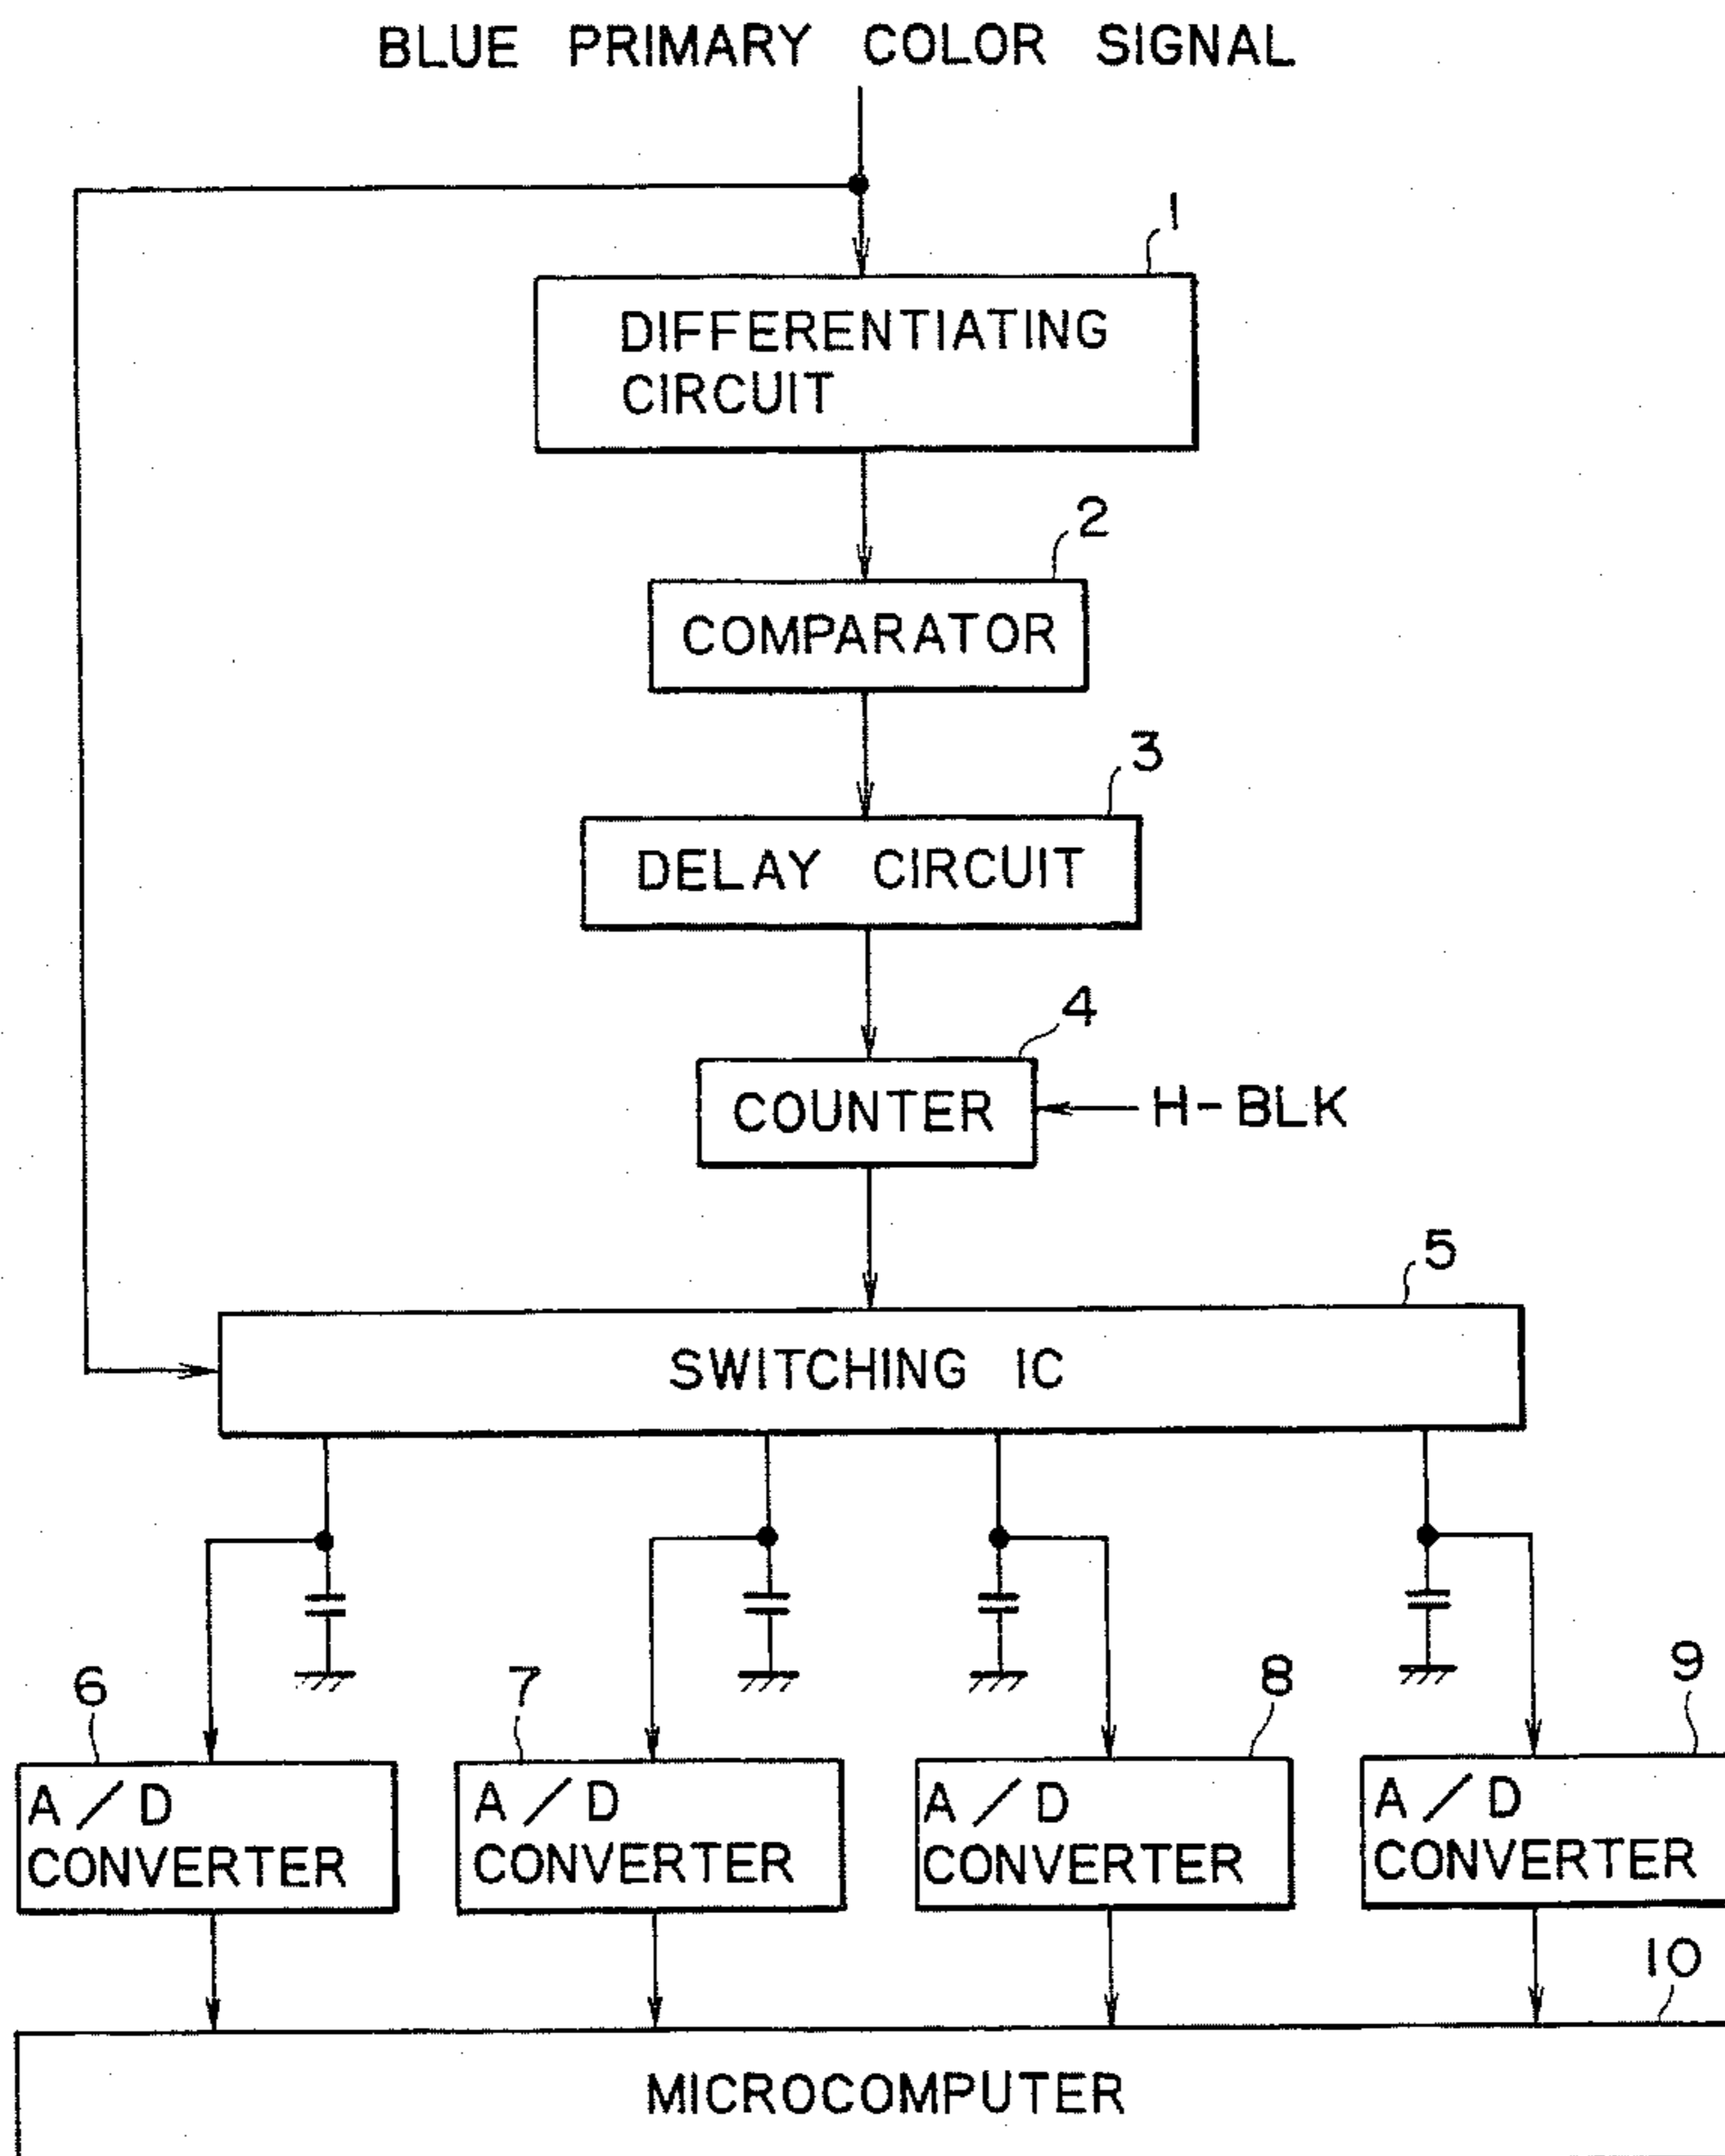 BLUE PRIMARY COLOR SIGNAL
1
DIFFERENTIATING
CIRCUIT
2
COMPARATOR
3
DELAY CIRCUIT
4
COUNTER
H-BLK
5
SWITCHING IC
6
7
8
9
A/D
CONVERTER
A/D
CONVERTER
A/D
CONVERTER
A/D
CONVERTER
10
MICROCOMPUTER